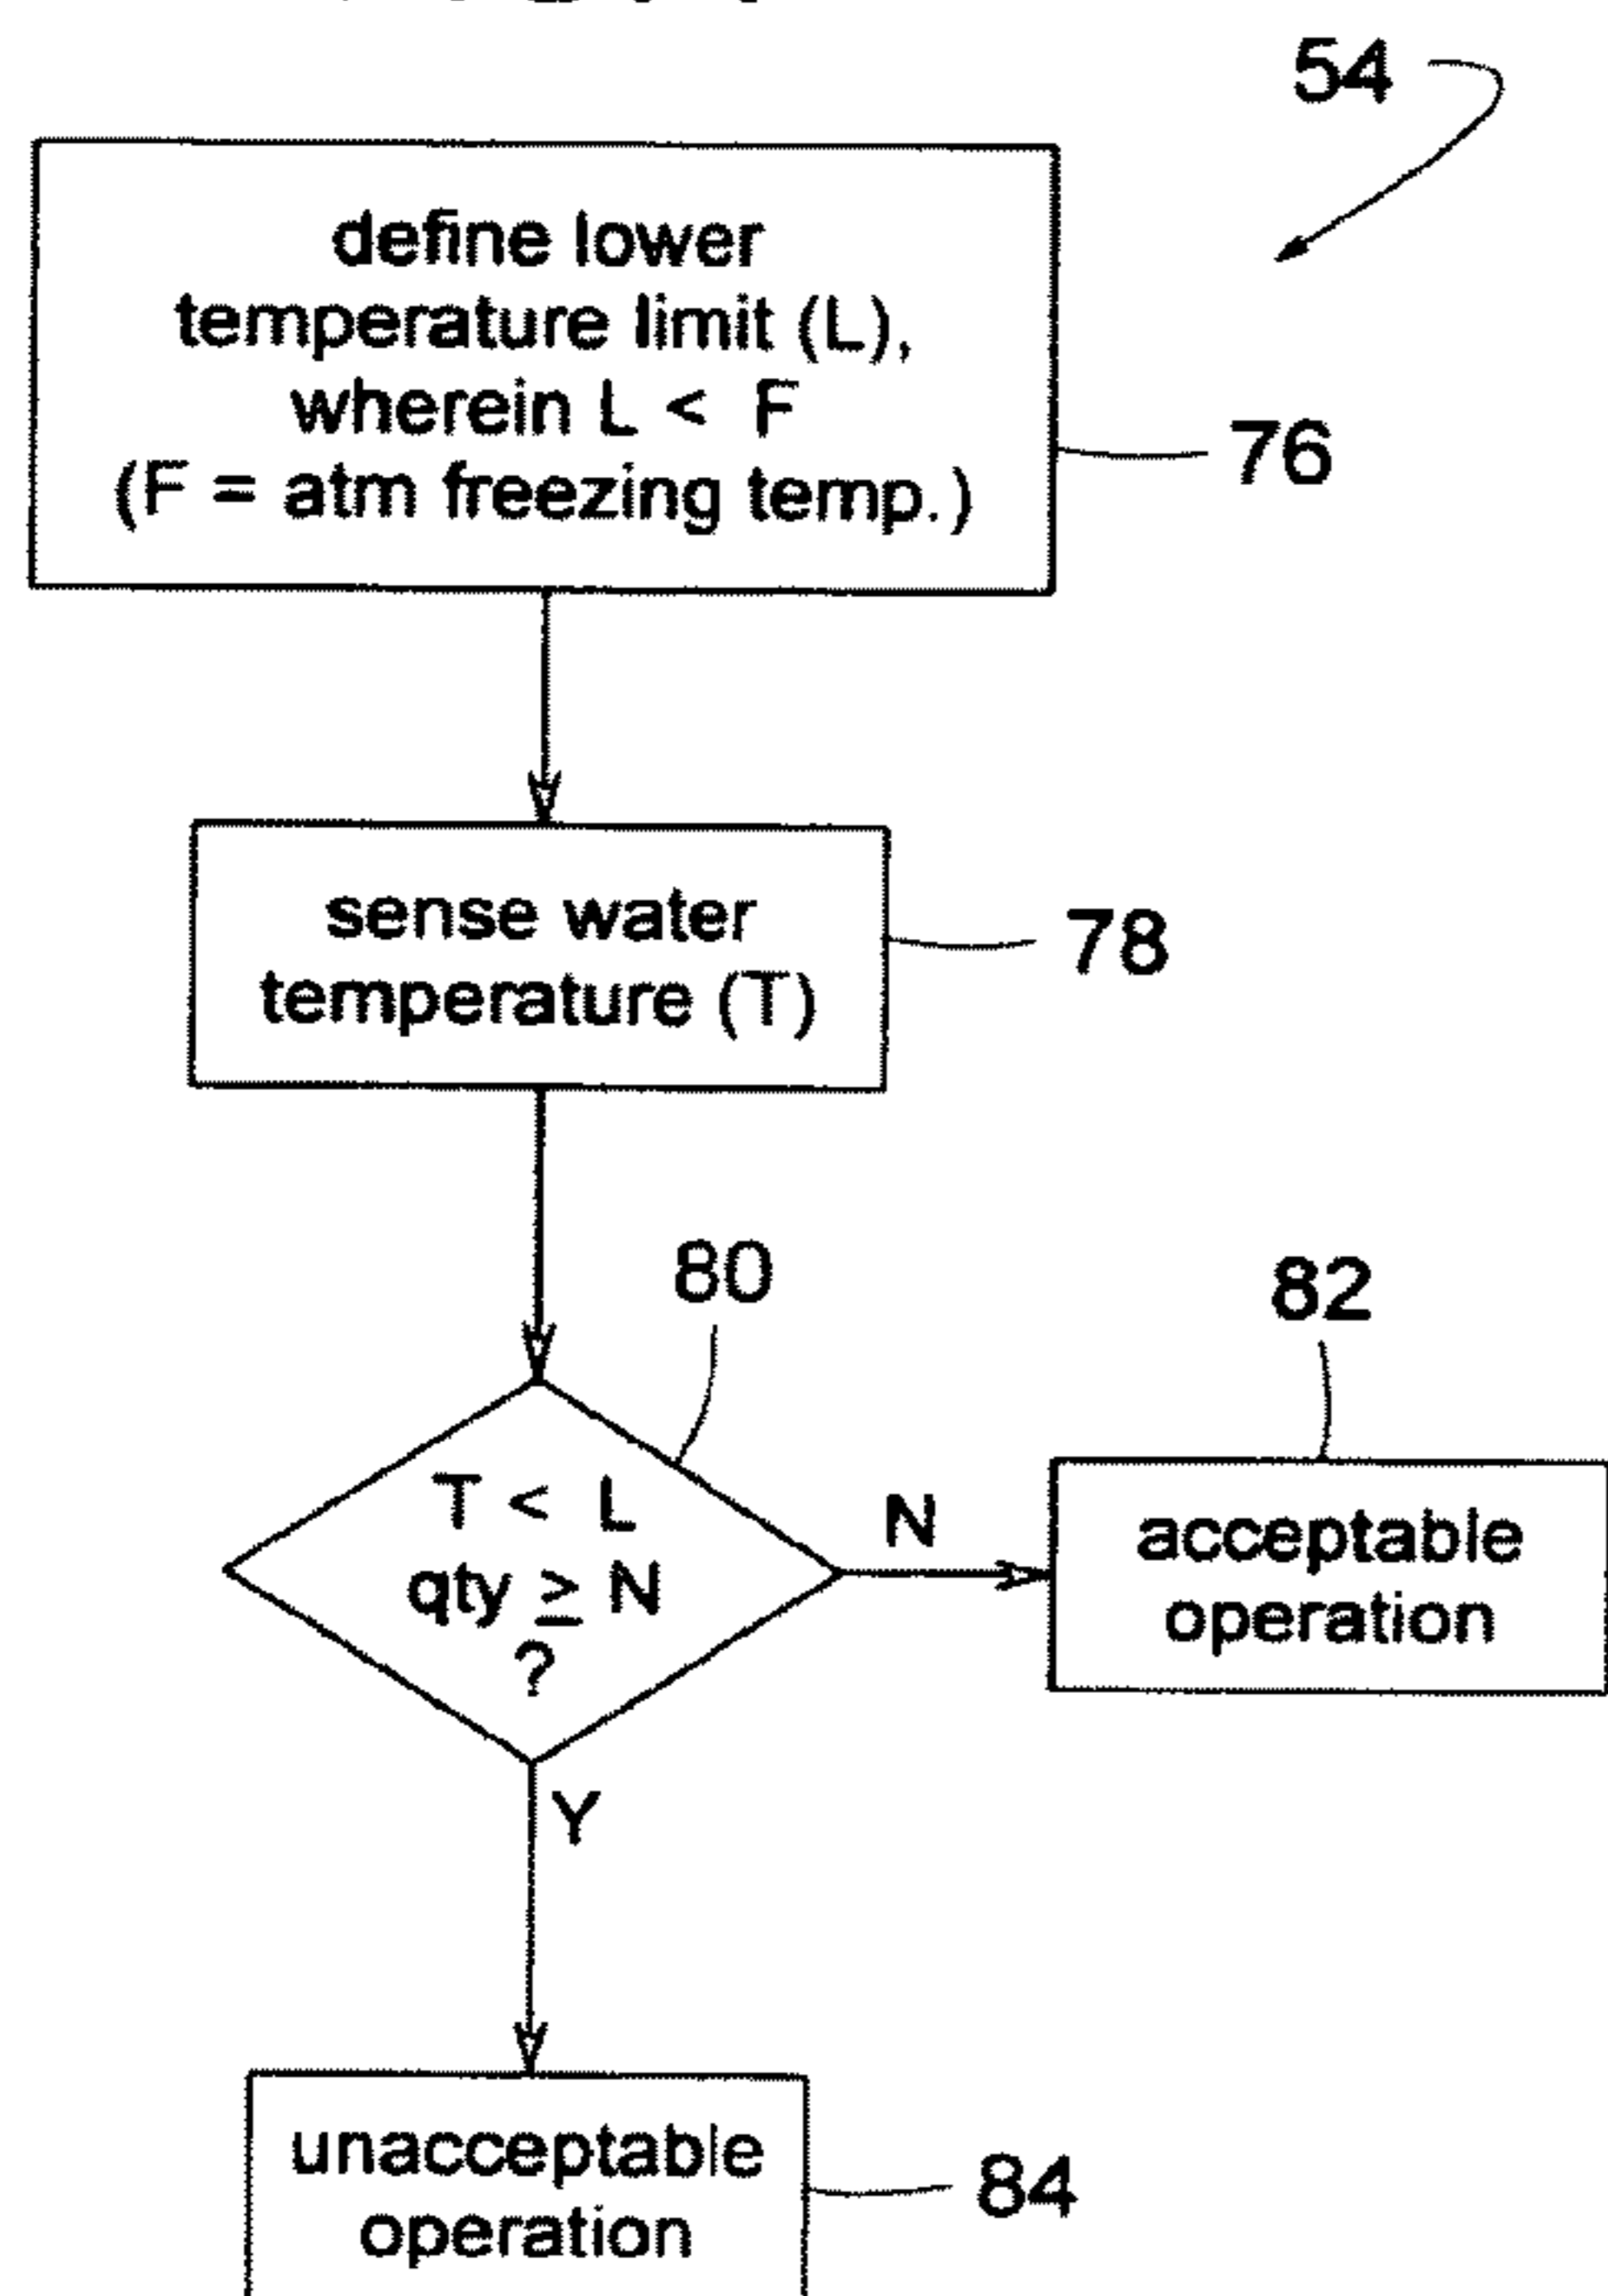 54
define lower
temperature limit (L),
wherein L < F
(F = atm freezing temp.)
76
sense water
temperature (T)
78
80
82
T < L
qty ≥ N
?
N
acceptable
operation
Y
unacceptable
operation
84